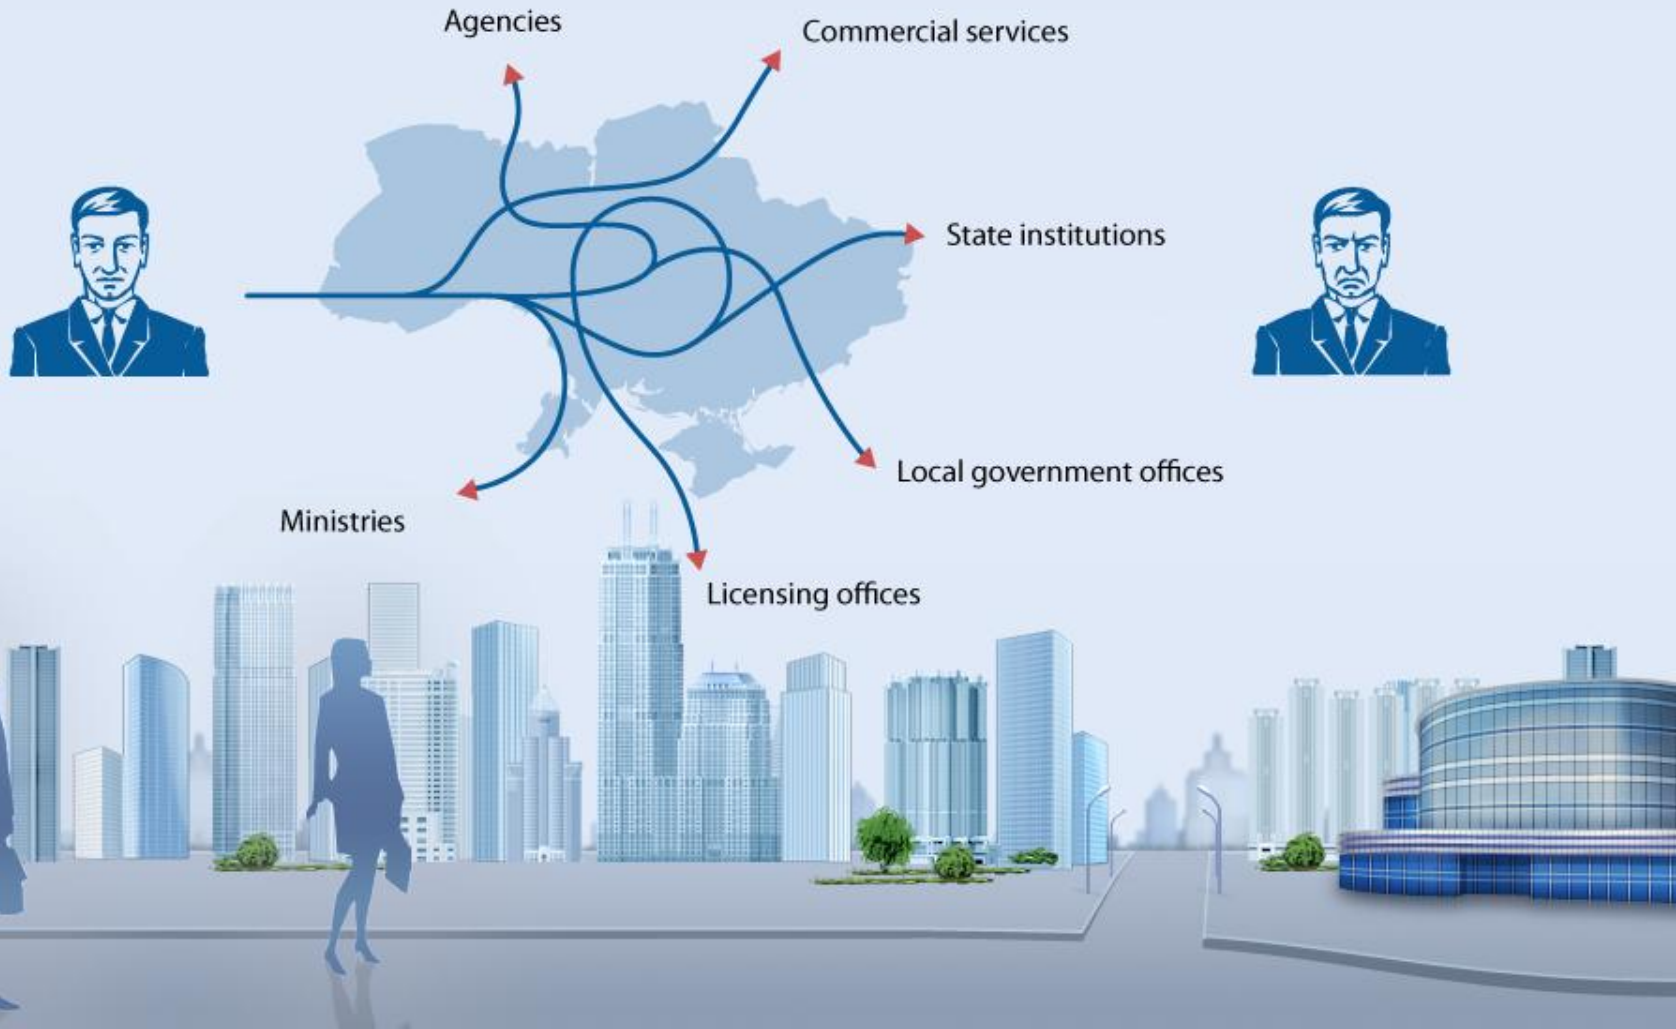 Agencies
Commercial services
State institutions
Local government offices
Ministries
Licensing offices